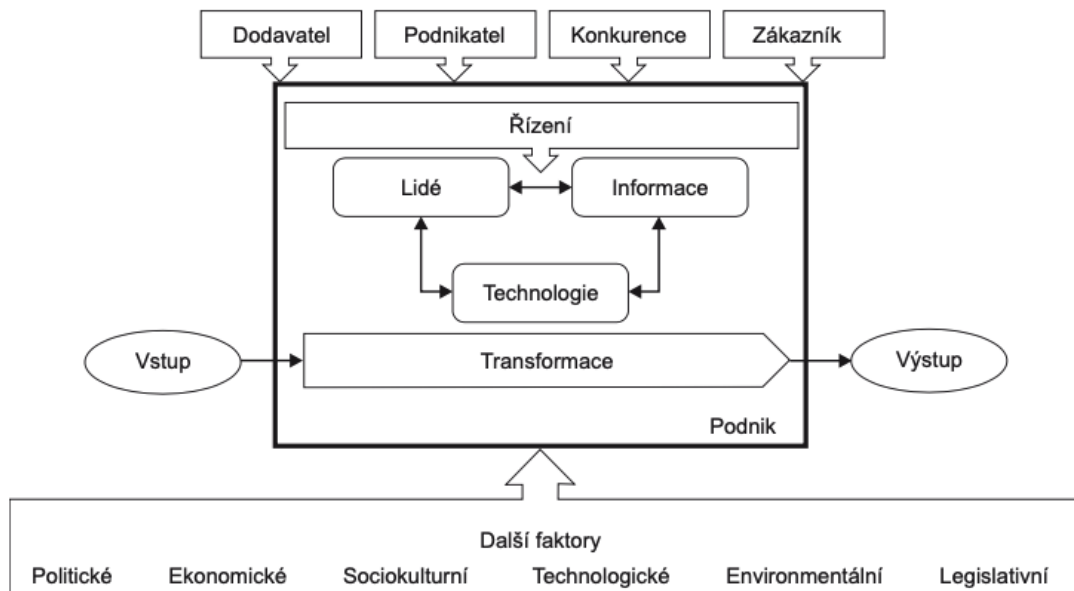 Dodavatel
Podnikatel
Konkurence
Zákazník
Řízení
Lidé
Informace
Technologie
Vstup
Transformace
Výstup
Podnik
Další faktory
Politické
Ekonomické
Sociokulturní
Technologické
Environmentální
Legislativní